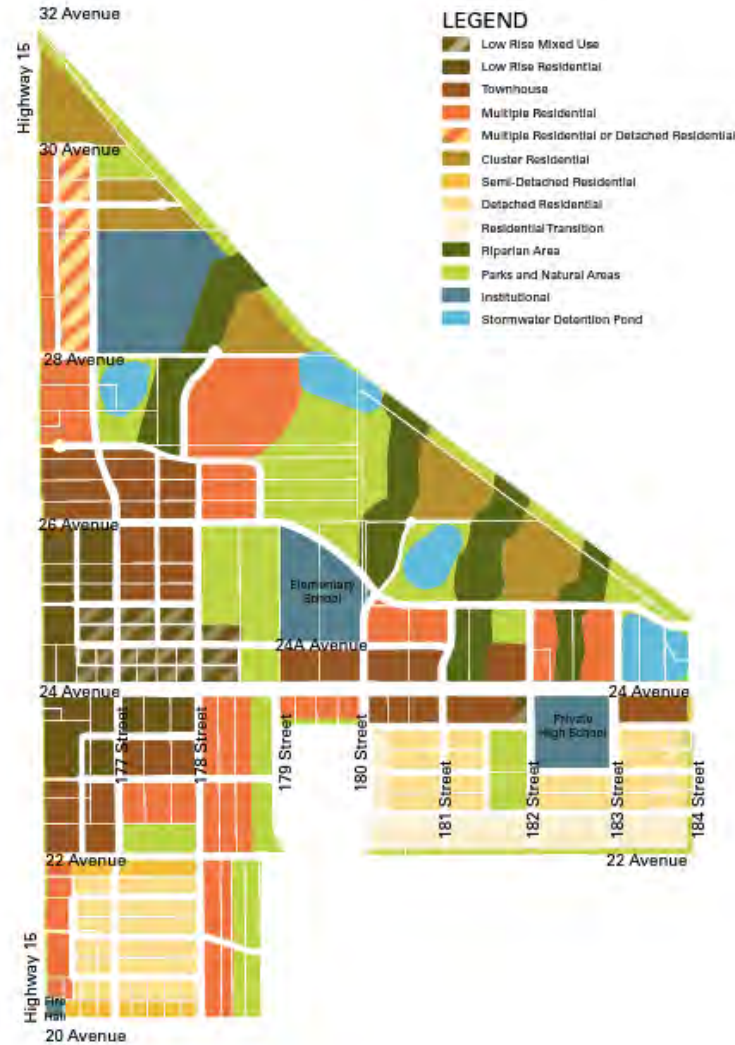 32 Avenue
LEGEND
Low Rise Mixed Use
Low Rise Residential
Townhouse
Multiple Residential
Multiple Residential or Detached Residential
Cluster Residential
Semi-Detached Residential
Detached Residential
Residential Transition
Riparian Area
Parks and Natural Areas
Institutional
Stormwater Detention Pond
Highway 15
30 Avenue
28 Avenue
26 Avenue
Elementary
School
24A Avenue
24 Avenue
24 Avenue
Private
High School
177 Street
178 Street
179 Street
180 Street
181 Street
182 Street
183 Street
184 Street
22 Avenue
22 Avenue
Highway 15
Fire
Hall
20 Avenue